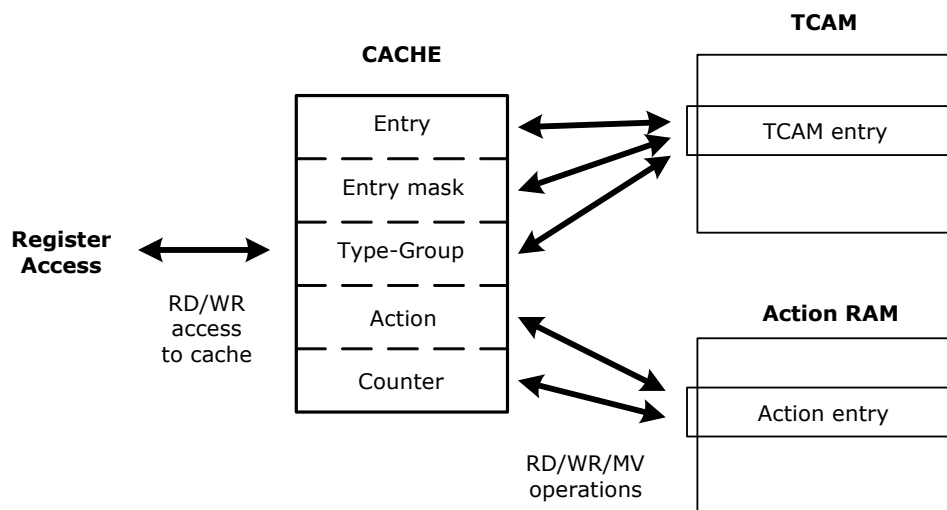 TCAM
CACHE
Entry
TCAM entry
Entry mask
Register
Access
Type-Group
RD/WR
access
to cache
Action
Action RAM
Counter
Action entry
RD/WR/MV
operations